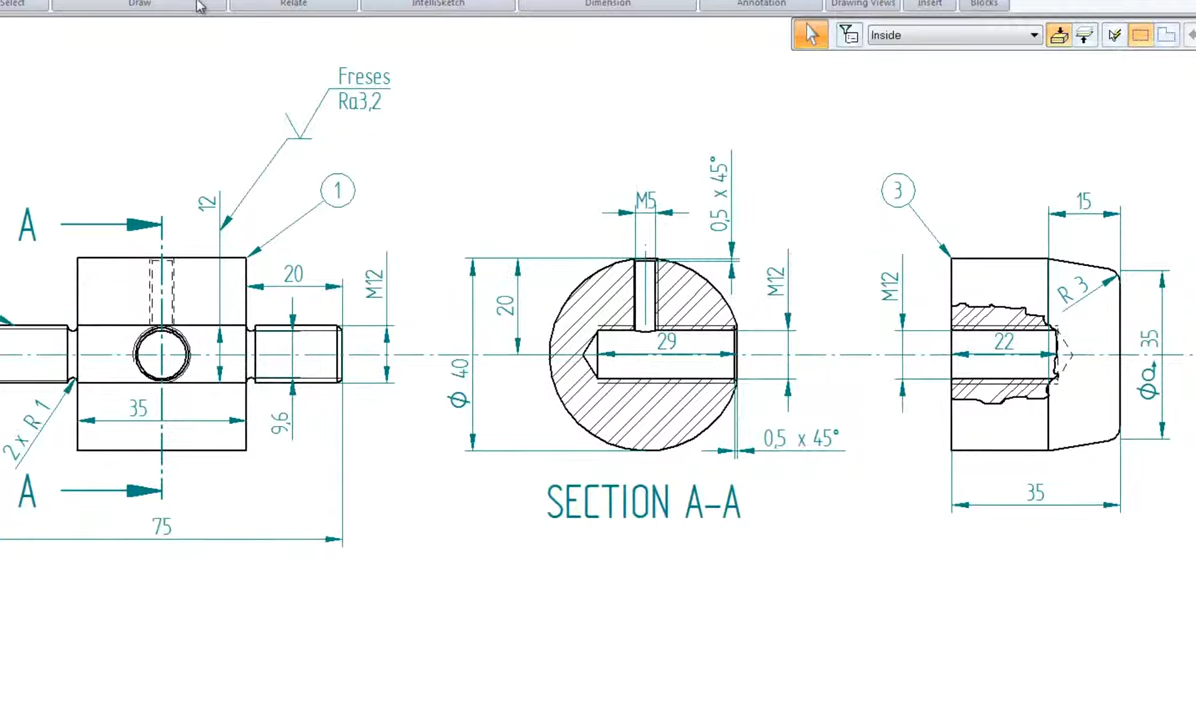 Select Draw Relate IntelliSketch Dimension Annotation Drawing Views Insert Blocks
Inside
Freses
Ra3,2
1
12
A
20
M12
35
9,6
2x R 1
A
75
M5
0,5 x 45°
20
M12
29
Φ 40
0,5 x 45°
SECTION A-A
3
15
M12
R 3
22
Φ 35
35